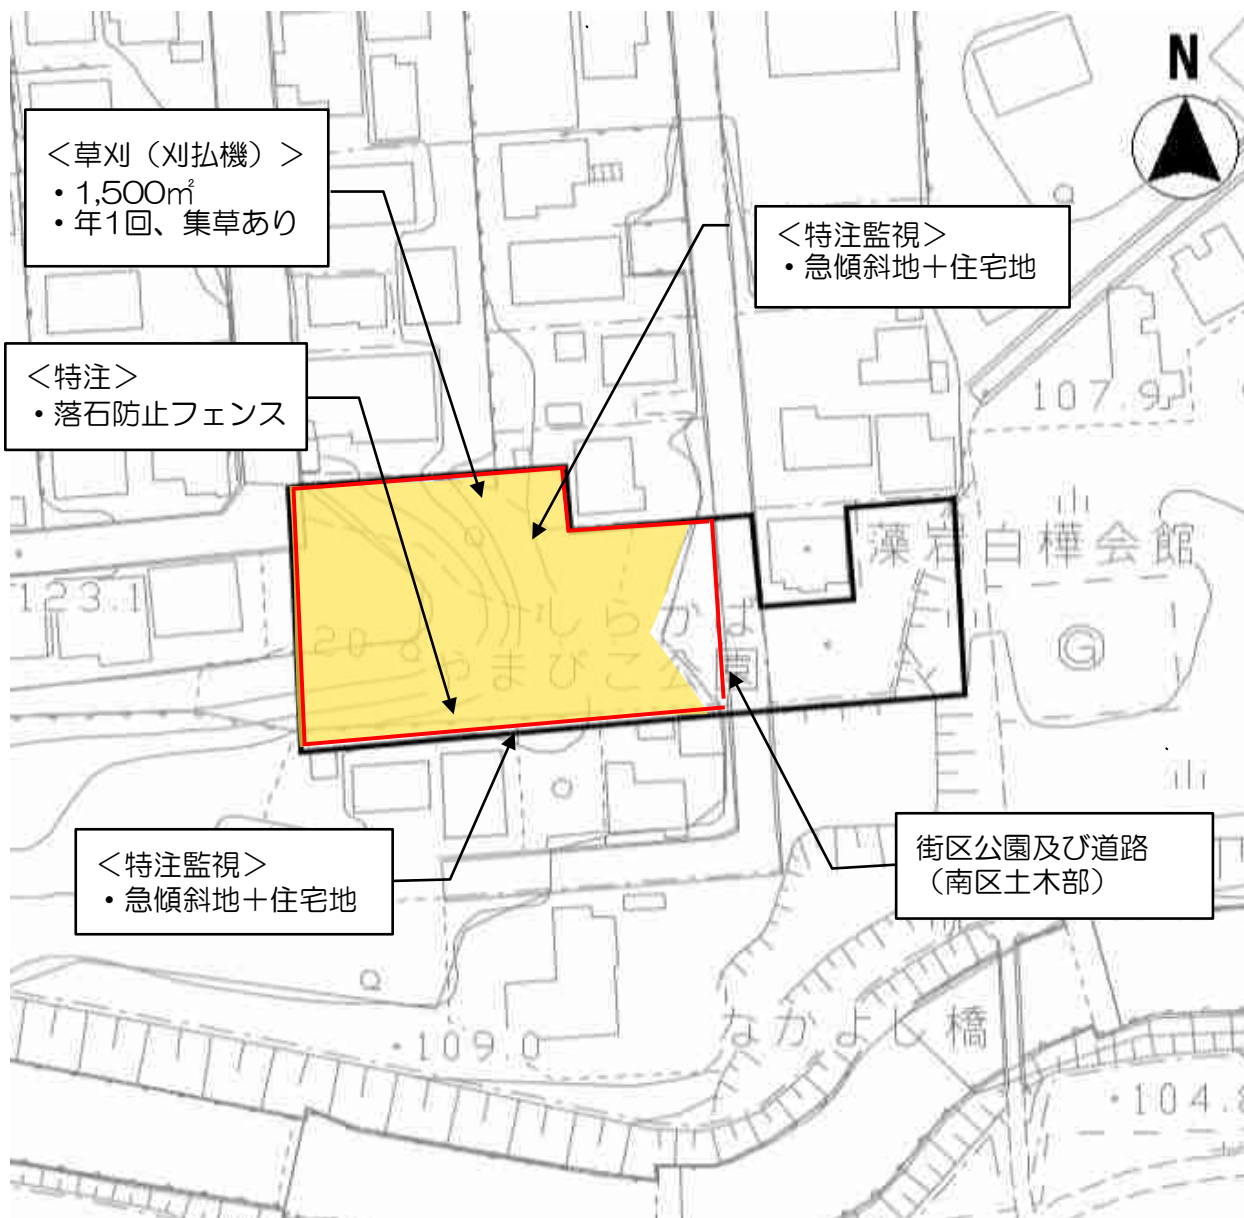 N
＜草刈（刈払機）＞
・1,500㎡
・年1回、集草あり
＜特注監視＞
・急傾斜地＋住宅地
＜特注＞
・落石防止フェンス
107.9
藻岩白樺会館
123.1
しらかば
20
やまびこ公園
G
＜特注監視＞
・急傾斜地＋住宅地
街区公園及び道路
（南区土木部）
109.0
なかよし橋
104.8